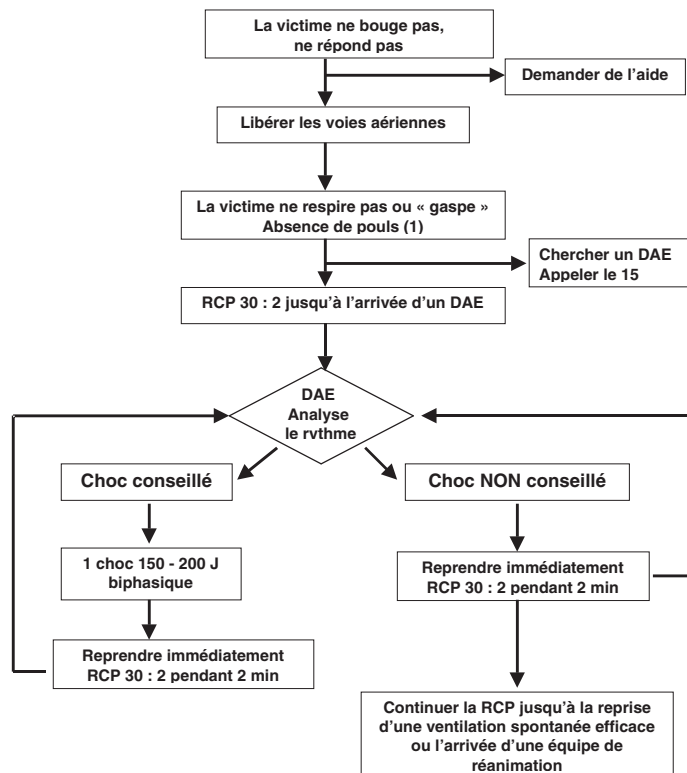 La victime ne bouge pas,
ne répond pas
Demander de l’aide
Libérer les voies aériennes
La victime ne respire pas ou « gaspe »
Absence de pouls (1)
Chercher un DAE
Appeler le 15
RCP 30 : 2 jusqu’à l’arrivée d’un DAE
DAE
Analyse
le rvthme
Choc conseillé
Choc NON conseillé
1 choc 150 - 200 J
biphasique
Reprendre immédiatement
RCP 30 : 2 pendant 2 min
Reprendre immédiatement
RCP 30 : 2 pendant 2 min
Continuer la RCP jusqu’à la reprise
d’une ventilation spontanée efficace
ou l’arrivée d’une équipe de
réanimation